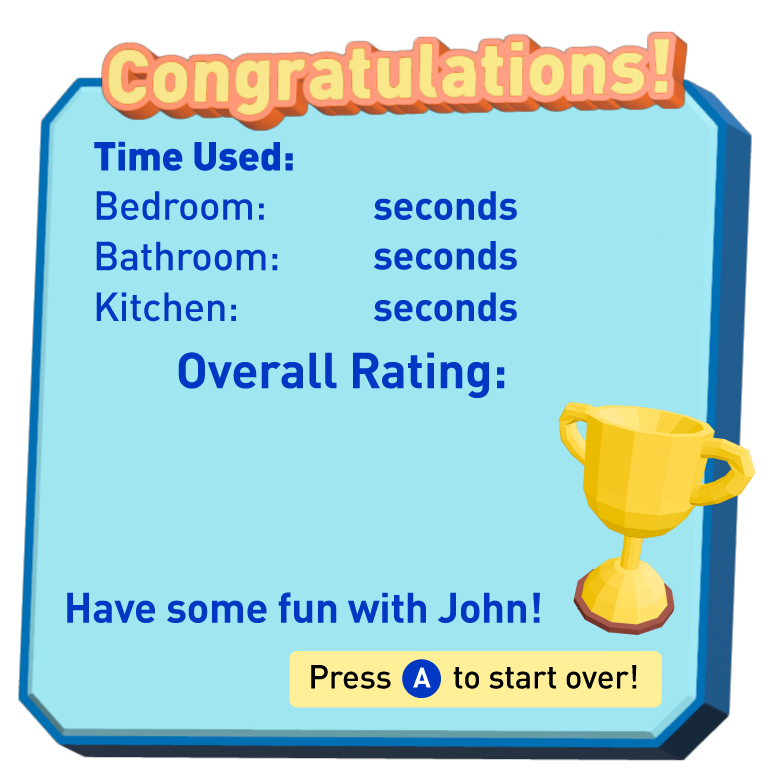 Congratulations!
Time Used:
Bedroom: seconds
Bathroom: seconds
Kitchen: seconds
Overall Rating:
Have some fun with John!
Press A to start over!